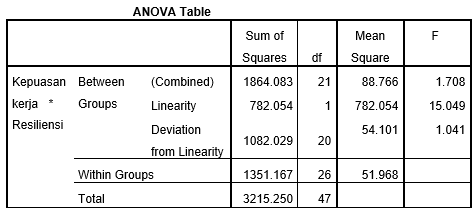 ANOVA Table
Sum of Squares df Mean Square F
Kepuasan kerja * Resiliensi Between Groups (Combined) 1864.083 21 88.766 1.708
Linearity 782.054 1 782.054 15.049
Deviation from Linearity 1082.029 20 54.101 1.041
Within Groups 1351.167 26 51.968
Total 3215.250 47